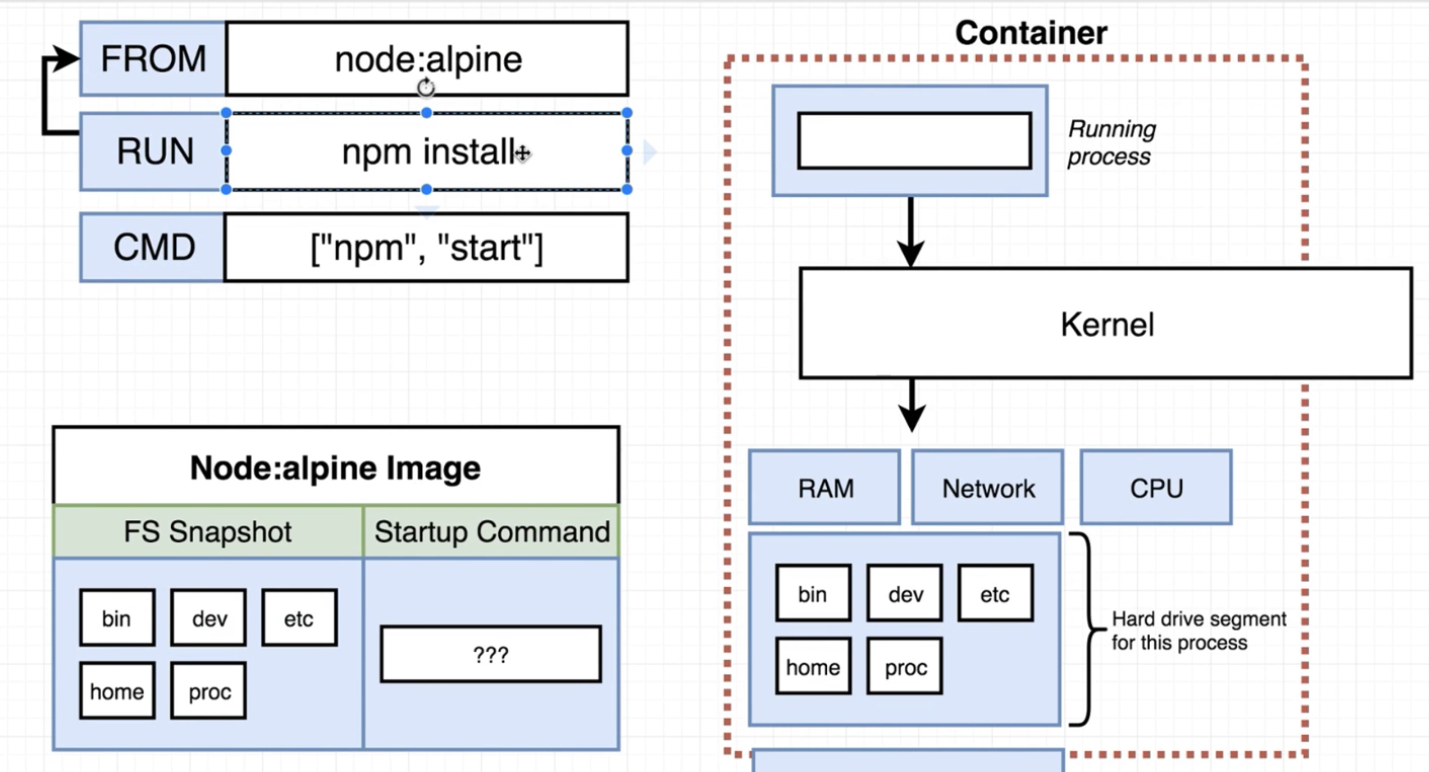 FROM
node:alpine
RUN
npm install
CMD
["npm", "start"]
Node:alpine Image
FS Snapshot
Startup Command
bin
dev
etc
home
proc
???
Container
Running
process
Kernel
RAM
Network
CPU
bin
dev
etc
home
proc
Hard drive segment
for this process